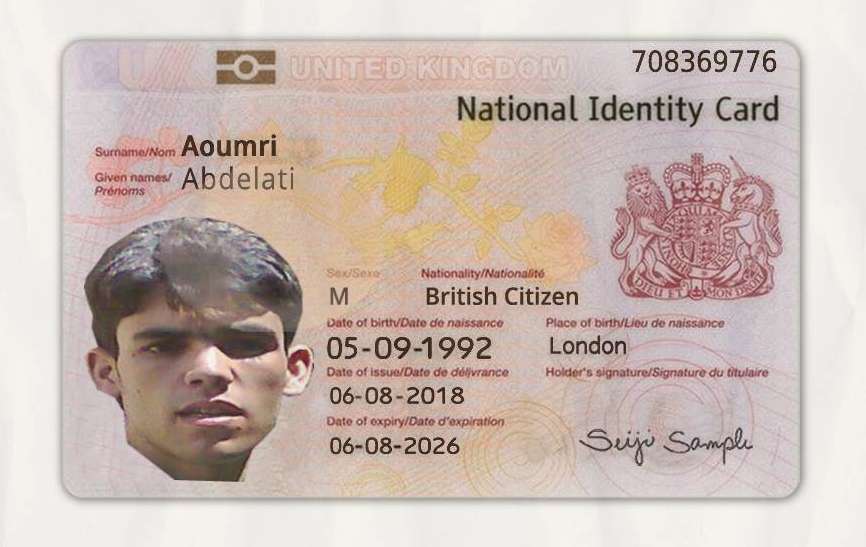 UNITED KINGDOM
708369776
National Identity Card
Surname/Nom Aoumri
Given names/ Abdelati
Prénoms
Sex/Sexe
Nationality/Nationalité
M
British Citizen
Date of birth/Date de naissance
Place of birth/Lieu de naissance
05-09-1992
London
Date of issue/Date de délivrance
Holder's signature/Signature du titulaire
06-08-2018
Date of expiry/Date d'expiration
06-08-2026
Seiji Sample
DIEU ET MON DROIT